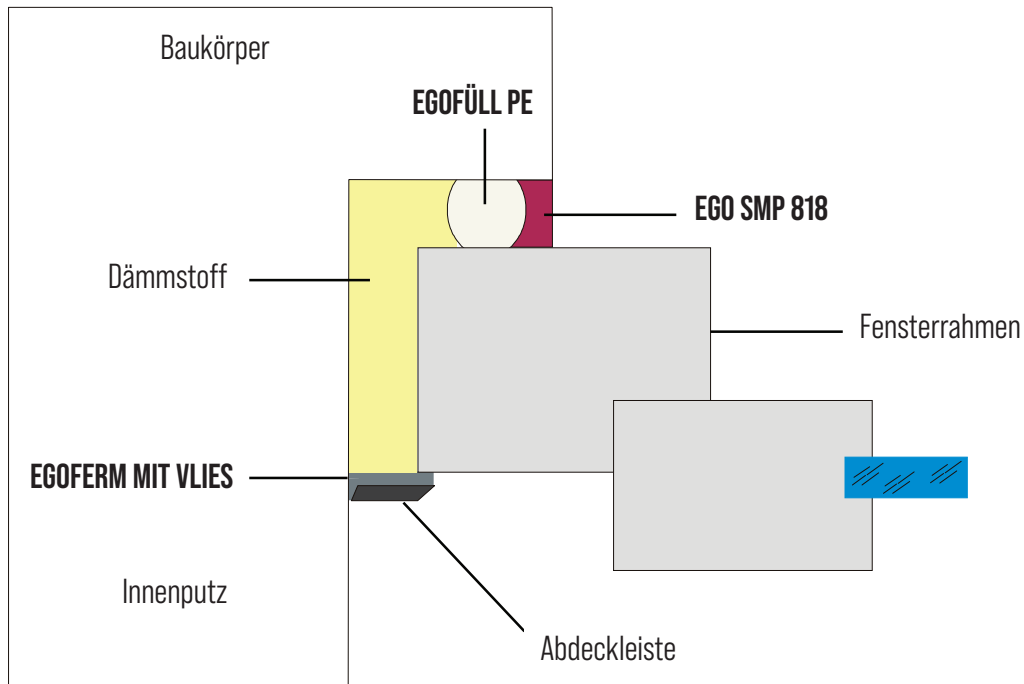 Baukörper
EGOFÜLL PE
EGO SMP 818
Dämmstoff
Fensterrahmen
EGOFERM MIT VLIES
Innenputz
Abdeckleiste